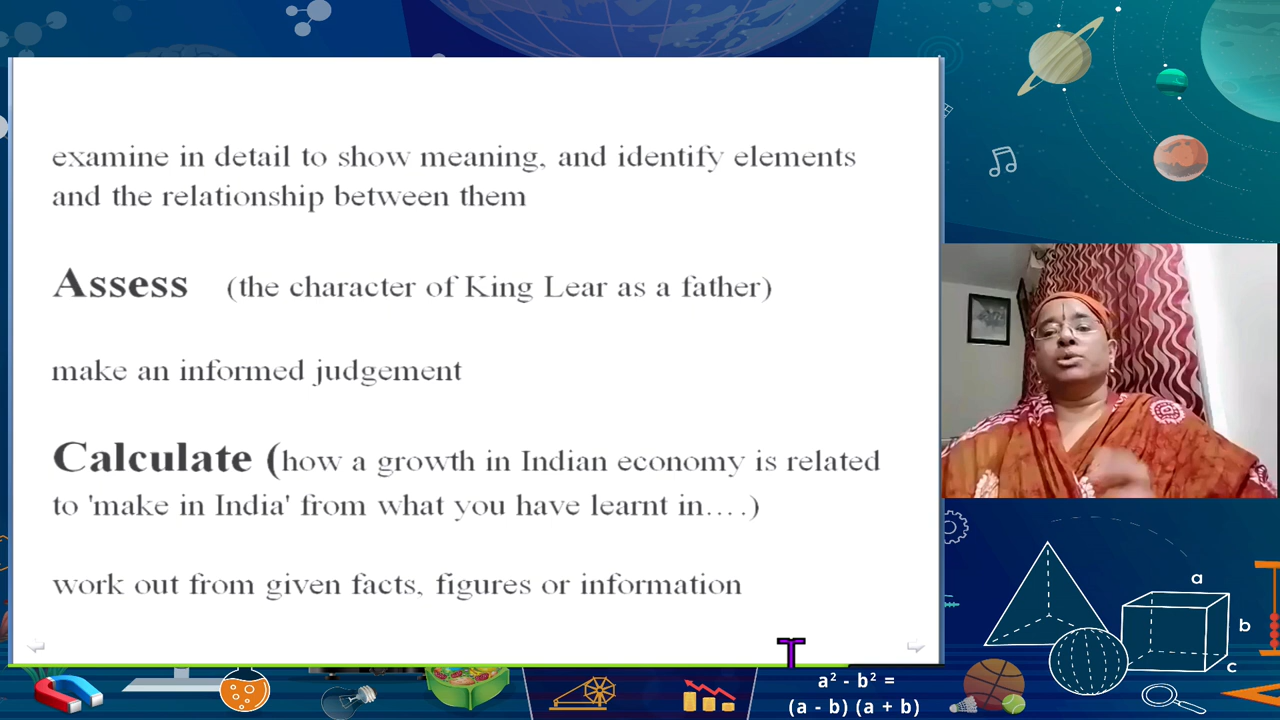 examine in detail to show meaning, and identify elements
and the relationship between them
Assess (the character of King Lear as a father)
make an informed judgement
Calculate (how a growth in Indian economy is related
to 'make in India' from what you have learnt in….)
work out from given facts, figures or information
T
a
b
c
a² - b² =
(a - b) (a + b)